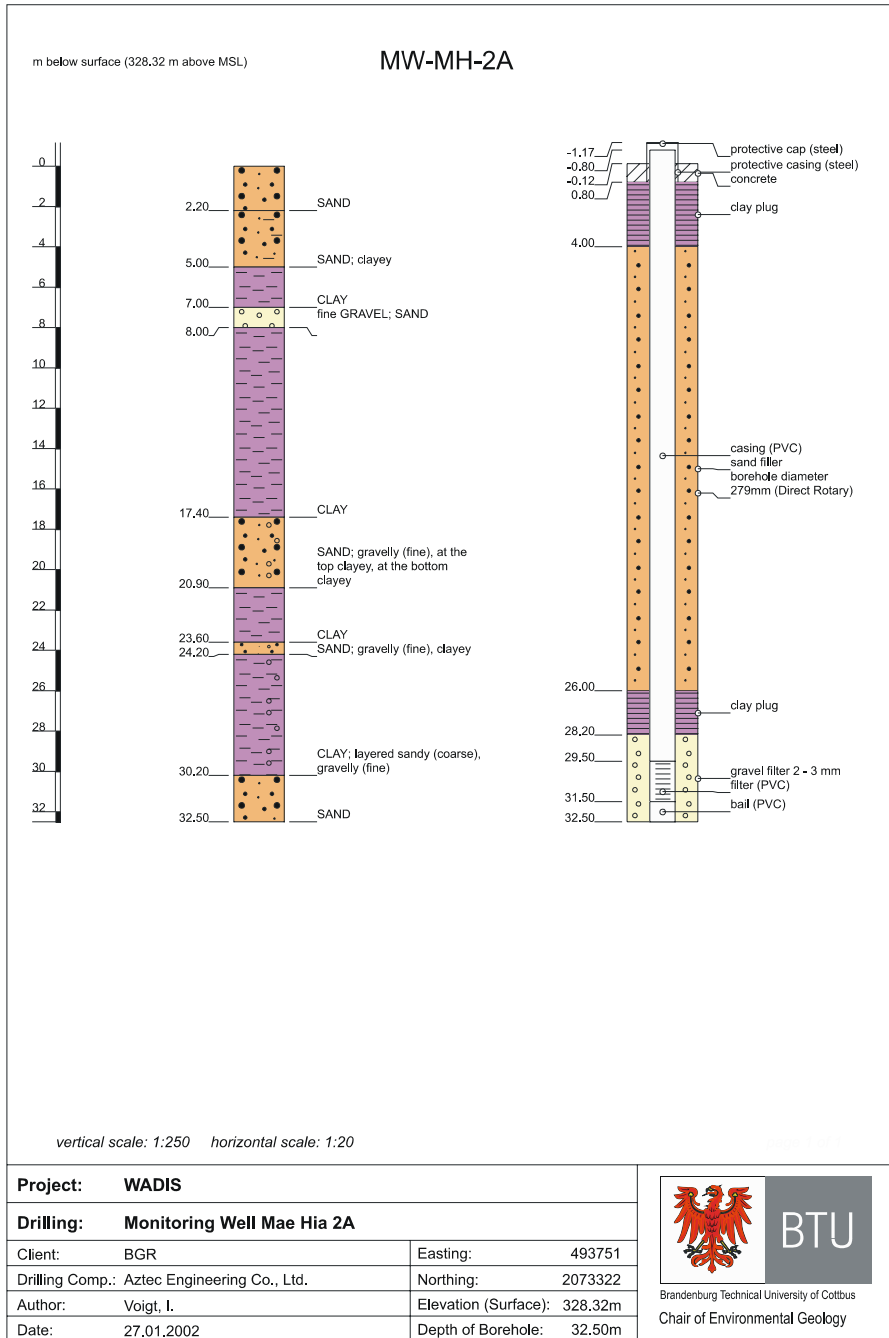 m below surface (328.32 m above MSL)
MW-MH-2A
0
2
4
6
8
10
12
14
16
18
20
22
24
26
28
30
32
2.20
SAND
5.00
SAND; clayey
7.00
CLAY
fine GRAVEL; SAND
8.00
17.40
CLAY
SAND; gravelly (fine), at the
top clayey, at the bottom
clayey
20.90
23.60
CLAY
24.20
SAND; gravelly (fine), clayey
CLAY; layered sandy (coarse),
gravelly (fine)
30.20
32.50
SAND
-1.17
-0.80
-0.12
0.80
4.00
26.00
28.20
29.50
31.50
32.50
protective cap (steel)
protective casing (steel)
concrete
clay plug
casing (PVC)
sand filler
borehole diameter
279mm (Direct Rotary)
clay plug
gravel filter 2 - 3 mm
filter (PVC)
bail (PVC)
vertical scale: 1:250 horizontal scale: 1:20
Project: WADIS
Drilling: Monitoring Well Mae Hia 2A
Client: BGR
Easting: 493751
Drilling Comp.: Aztec Engineering Co., Ltd.
Northing: 2073322
Author: Voigt, I.
Elevation (Surface): 328.32m
Date: 27.01.2002
Depth of Borehole: 32.50m
BTU
Brandenburg Technical University of Cottbus
Chair of Environmental Geology